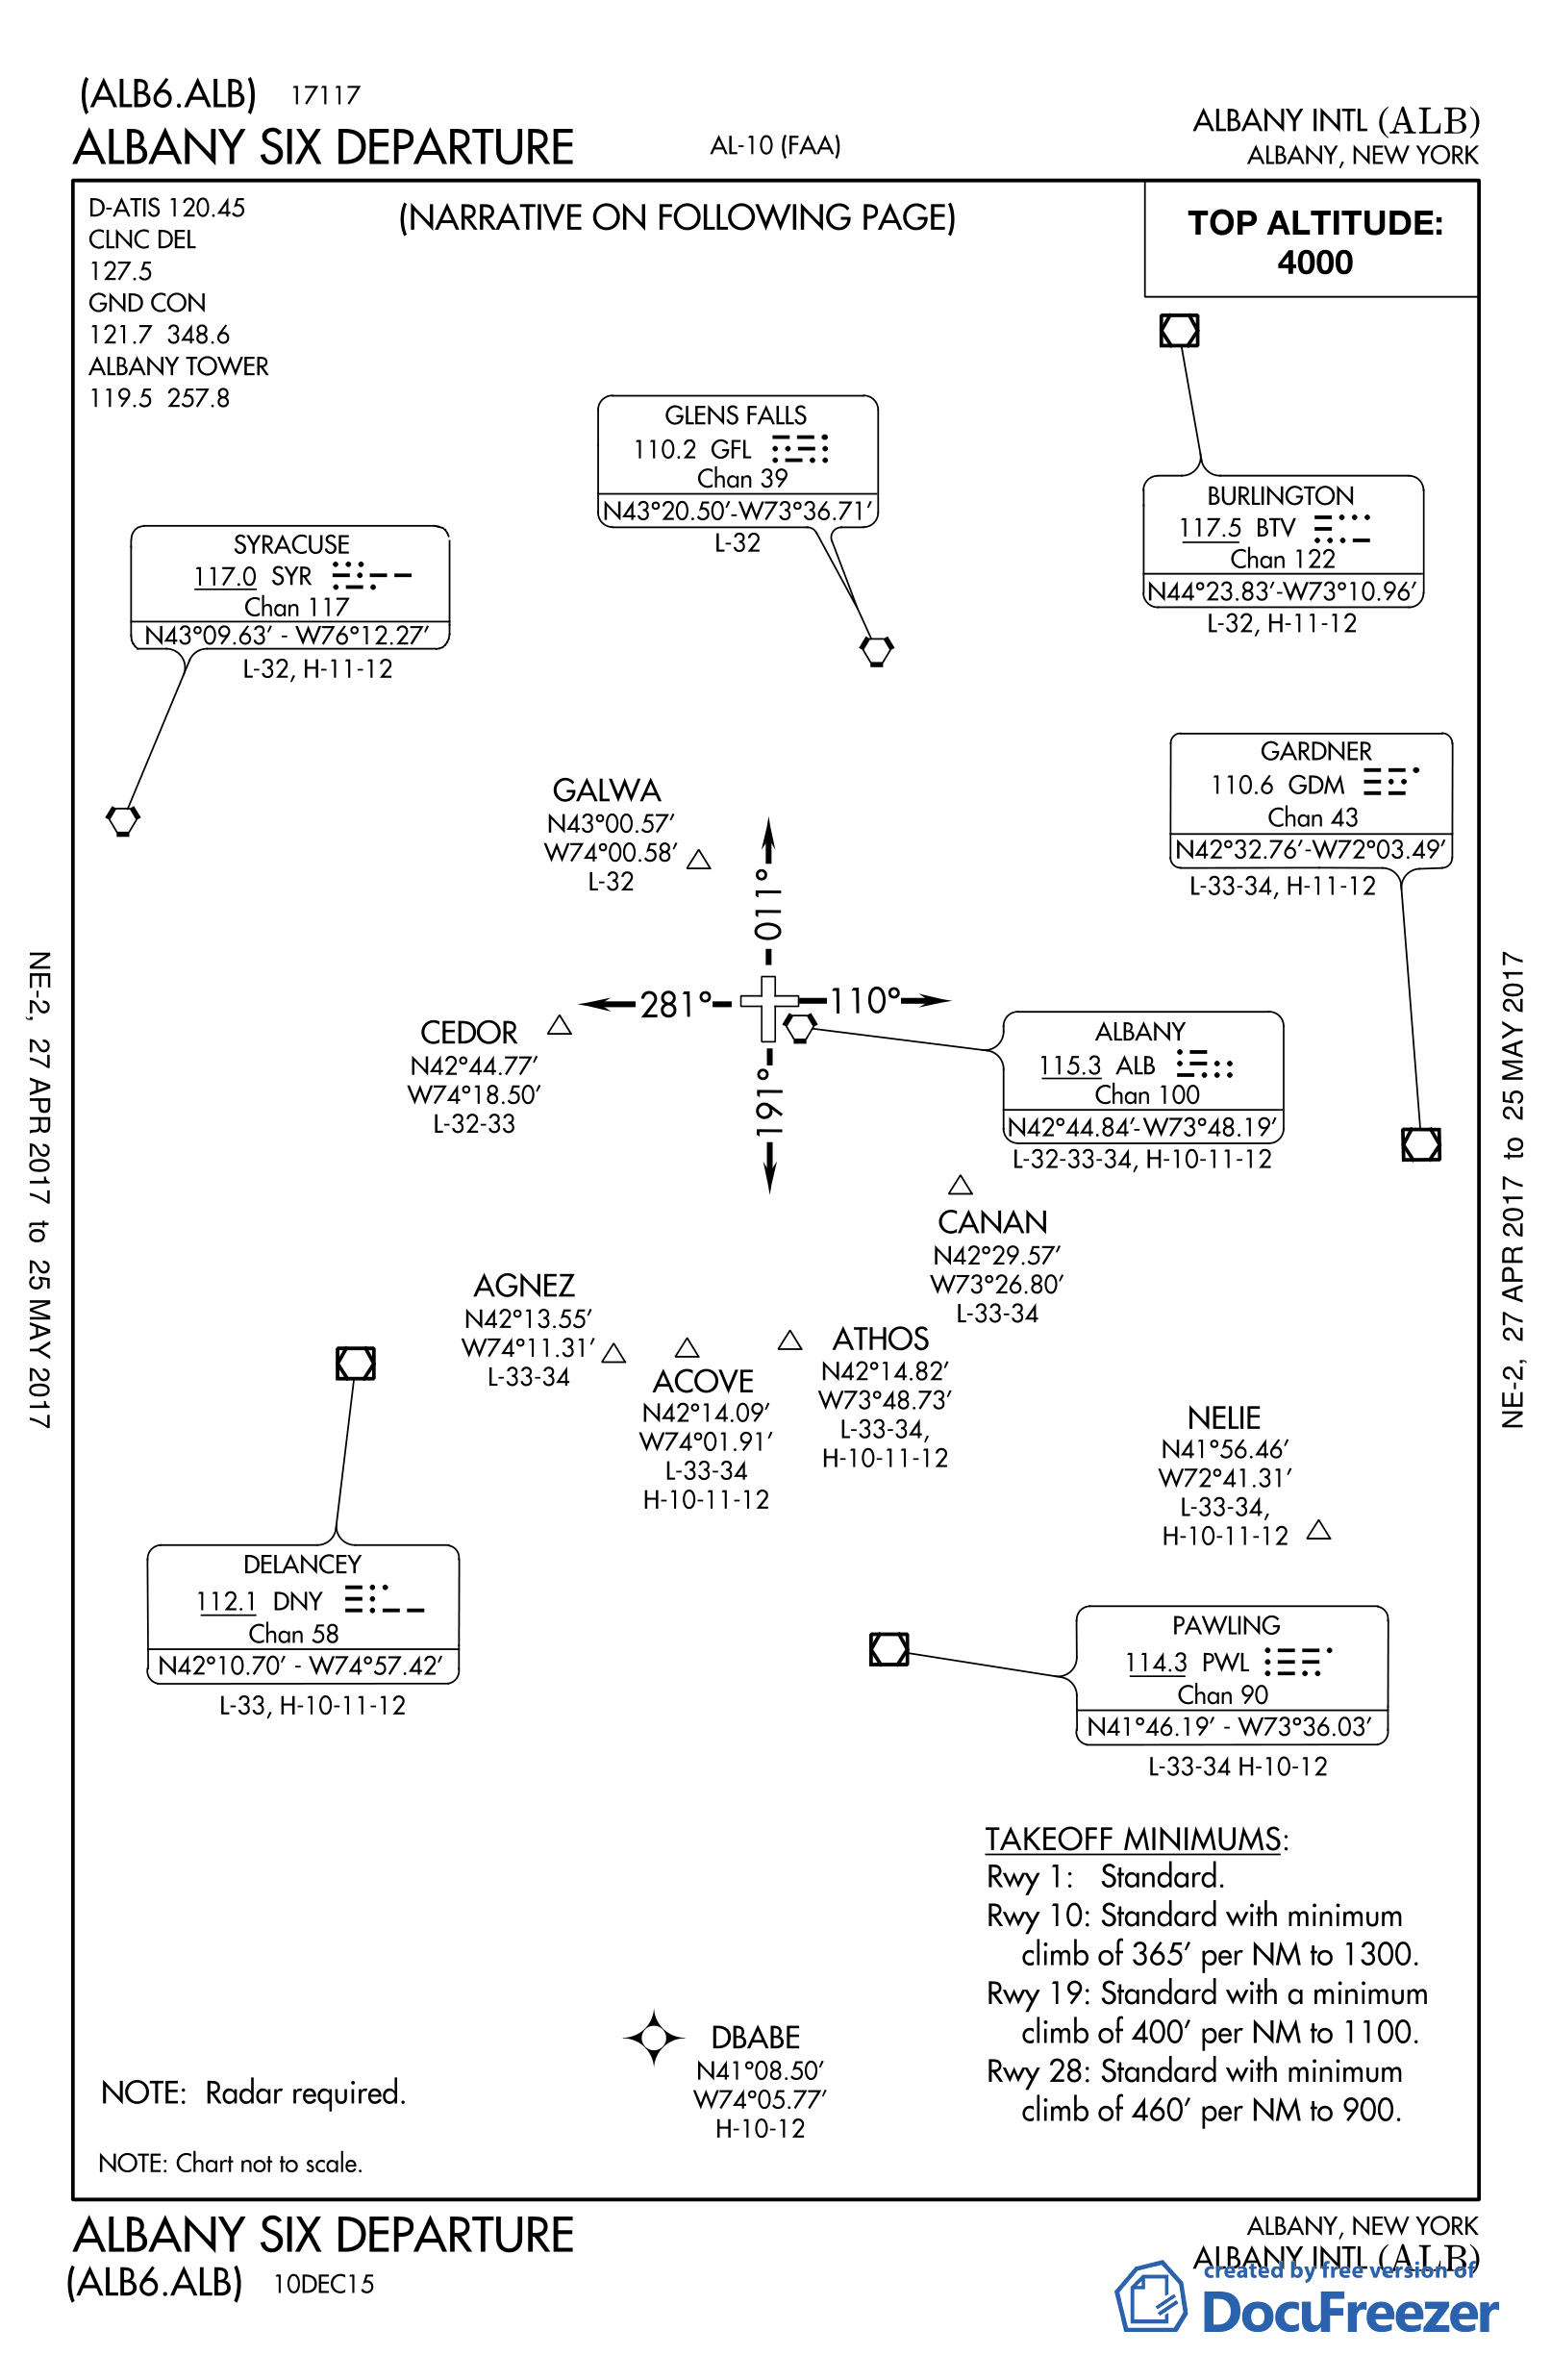 (ALB6.ALB) 17117
ALBANY SIX DEPARTURE
AL-10 (FAA)
ALBANY INTL (ALB)
ALBANY, NEW YORK
D-ATIS 120.45
CLNC DEL
127.5
GND CON
121.7 348.6
ALBANY TOWER
119.5 257.8
(NARRATIVE ON FOLLOWING PAGE)
TOP ALTITUDE:
4000
GLENS FALLS
110.2 GFL
Chan 39
N43°20.50′-W73°36.71′
L-32
BURLINGTON
117.5 BTV
Chan 122
N44°23.83′-W73°10.96′
L-32, H-11-12
SYRACUSE
117.0 SYR
Chan 117
N43°09.63′ - W76°12.27′
L-32, H-11-12
GARDNER
110.6 GDM
Chan 43
N42°32.76′-W72°03.49′
L-33-34, H-11-12
GALWA
N43°00.57′
W74°00.58′
L-32
011°
281°
110°
191°
CEDOR
N42°44.77′
W74°18.50′
L-32-33
ALBANY
115.3 ALB
Chan 100
N42°44.84′-W73°48.19′
L-32-33-34, H-10-11-12
CANAN
N42°29.57′
W73°26.80′
L-33-34
AGNEZ
N42°13.55′
W74°11.31′
L-33-34
ACOVE
N42°14.09′
W74°01.91′
L-33-34
H-10-11-12
ATHOS
N42°14.82′
W73°48.73′
L-33-34,
H-10-11-12
NELIE
N41°56.46′
W72°41.31′
L-33-34,
H-10-11-12
DELANCEY
112.1 DNY
Chan 58
N42°10.70′ - W74°57.42′
L-33, H-10-11-12
PAWLING
114.3 PWL
Chan 90
N41°46.19′ - W73°36.03′
L-33-34 H-10-12
TAKEOFF MINIMUMS:
Rwy 1: Standard.
Rwy 10: Standard with minimum
climb of 365′ per NM to 1300.
Rwy 19: Standard with a minimum
climb of 400′ per NM to 1100.
Rwy 28: Standard with minimum
climb of 460′ per NM to 900.
DBABE
N41°08.50′
W74°05.77′
H-10-12
NOTE: Radar required.
NOTE: Chart not to scale.
NE-2, 27 APR 2017 to 25 MAY 2017
NE-2, 27 APR 2017 to 25 MAY 2017
ALBANY SIX DEPARTURE
(ALB6.ALB) 10DEC15
ALBANY, NEW YORK
ALBANY INTL (ALB)
created by free version of
DocuFreezer